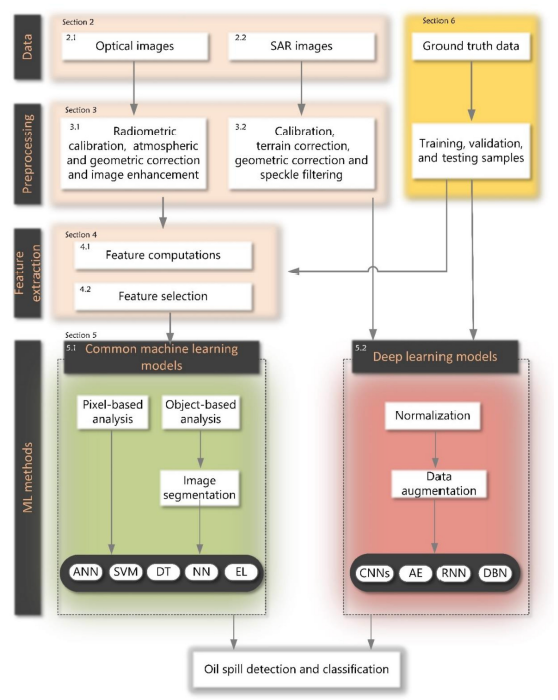 Section 2
Section 6
Data
2.1
Optical images
2.2
SAR images
Ground truth data
Section 3
Preprocessing
3.1
Radiometric
calibration, atmospheric
and geometric correction
and image enhancement
3.2
Calibration,
terrain correction,
geometric correction and
speckle filtering
Training, validation,
and testing samples
Section 4
Feature
extraction
4.1
Feature computations
4.2
Feature selection
Section 5
5.1
Common machine learning
models
5.2
Deep learning models
ML methods
Pixel-based
analysis
Object-based
analysis
Image
segmentation
ANN
SVM
DT
NN
EL
Normalization
Data
augmentation
CNNs
AE
RNN
DBN
Oil spill detection and classification